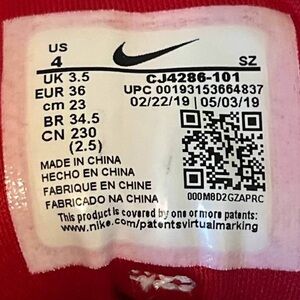 US
4
SZ
UK 3.5
CJ4286-101
EUR 36
UPC 00193153664837
CM 23
02/22/19 | 05/03/19
BR 34.5
CN 230
(2.5)
MADE IN CHINA
HECHO EN CHINA
FABRIQUE EN CHINE
FABRICADO NA CHINA
000M8D2GZAPRC
This product is covered by one or more patents:
www.nike.com/patentsvirtualmarking